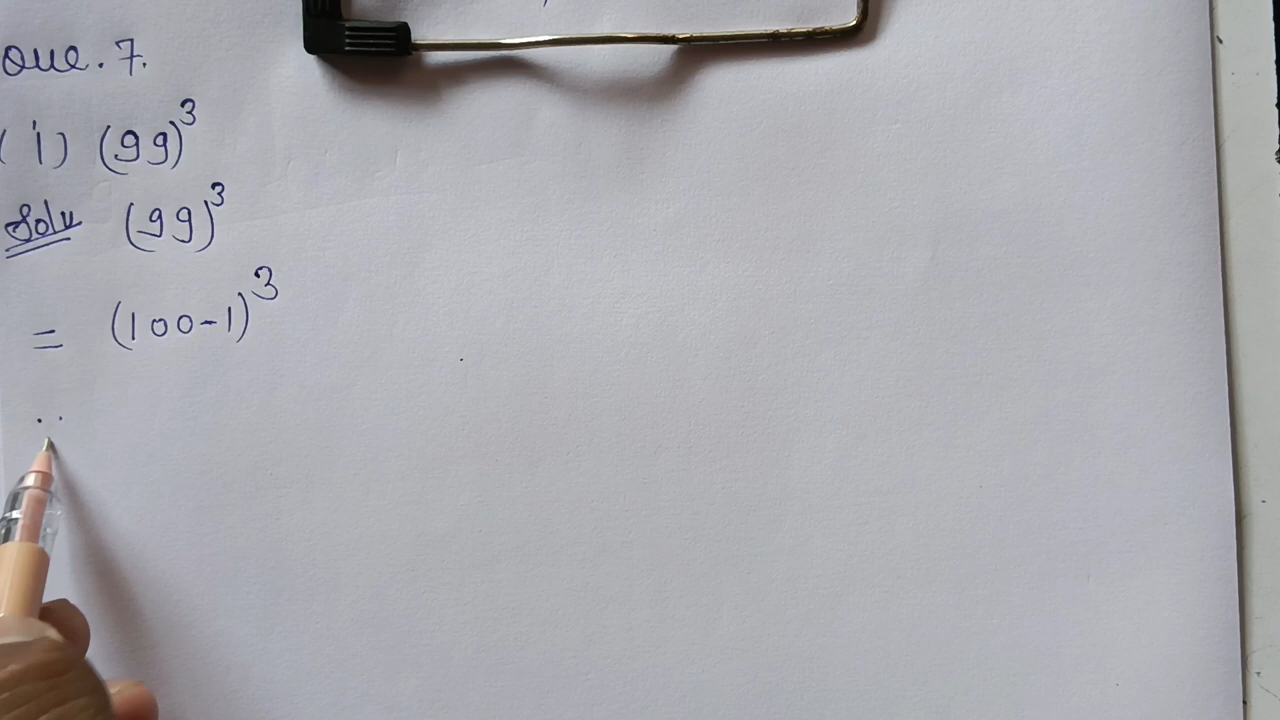 Que. 7.
(i) (99)³
Solu (99)³
= (100-1)³
∵